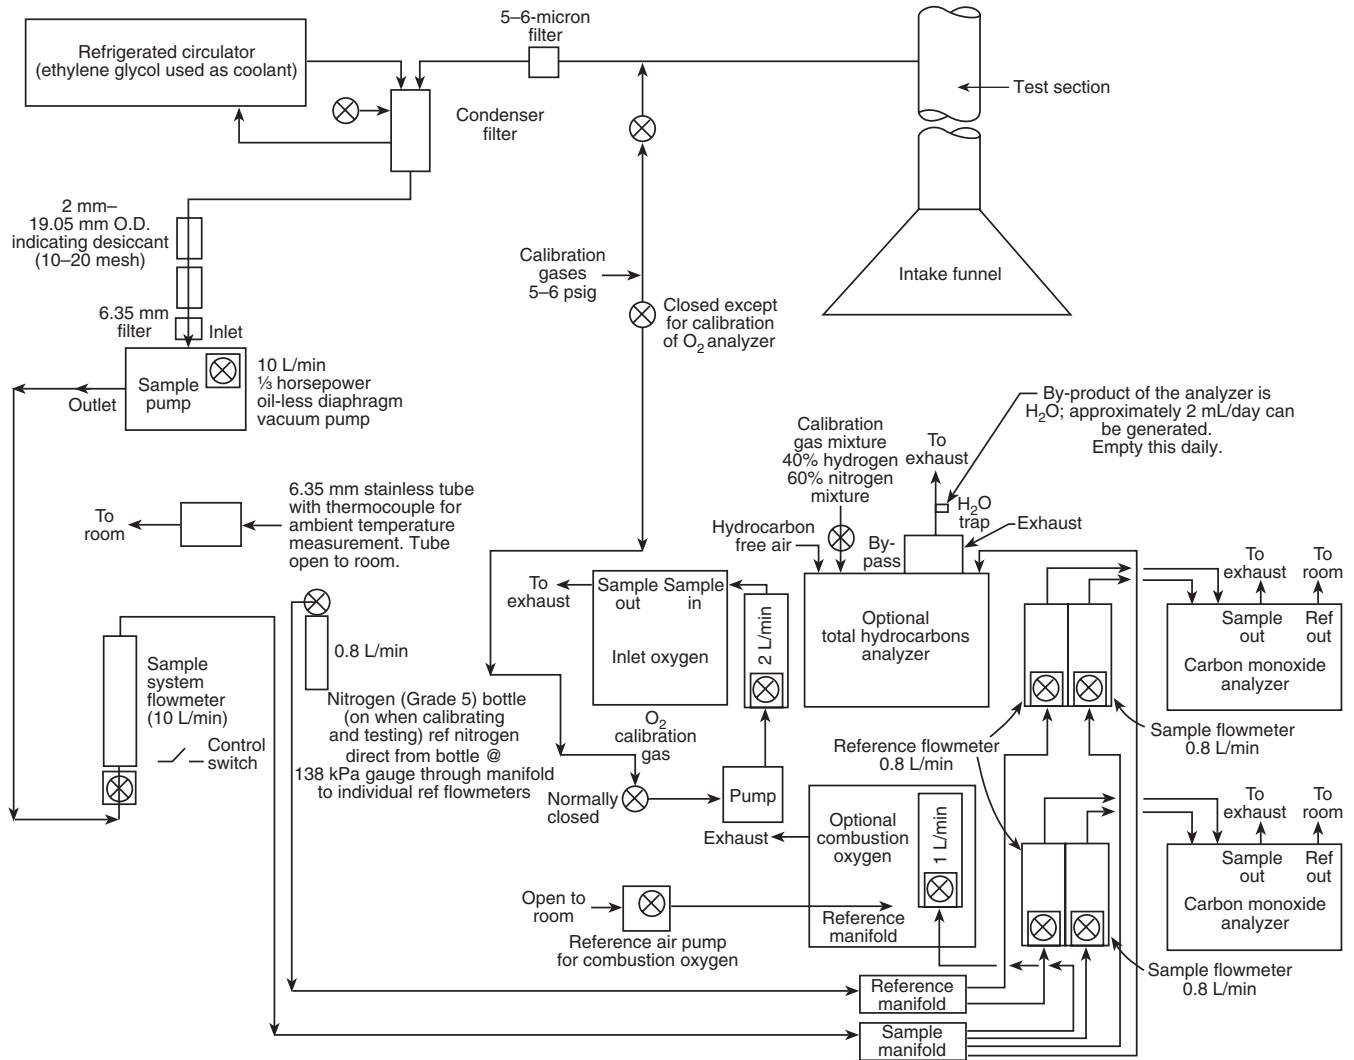 5–6-micron
filter
Refrigerated circulator
(ethylene glycol used as coolant)
Test section
Condenser
filter
2 mm–
19.05 mm O.D.
indicating desiccant
(10–20 mesh)
Calibration
gases
5–6 psig
Intake funnel
6.35 mm
filter
Inlet
Closed except
for calibration
of O2 analyzer
Sample
pump
10 L/min
⅓ horsepower
oil-less diaphragm
vacuum pump
Outlet
By-product of the analyzer is
H2O; approximately 2 mL/day can
be generated.
Empty this daily.
Calibration
gas mixture
40% hydrogen
60% nitrogen
mixture
To
exhaust
H2O
trap
Exhaust
6.35 mm stainless tube
with thermocouple for
ambient temperature
measurement. Tube
open to room.
To
room
Hydrocarbon
free air
By-
pass
To
exhaust
Sample
out
Sample
in
Inlet oxygen
2 L/min
Optional
total hydrocarbons
analyzer
To
exhaust
To
room
Sample
out
Ref
out
Carbon monoxide
analyzer
0.8 L/min
Sample
system
flowmeter
(10 L/min)
Control
switch
Nitrogen (Grade 5) bottle
(on when calibrating
and testing) ref nitrogen
direct from bottle @
138 kPa gauge through manifold
to individual ref flowmeters
O2
calibration
gas
Reference flowmeter
0.8 L/min
Sample flowmeter
0.8 L/min
Normally
closed
Pump
Exhaust
Optional
combustion
oxygen
1 L/min
To
exhaust
To
room
Sample
out
Ref
out
Carbon monoxide
analyzer
Open to
room
Reference air pump
for combustion oxygen
Reference
manifold
Sample flowmeter
0.8 L/min
Reference
manifold
Sample
manifold